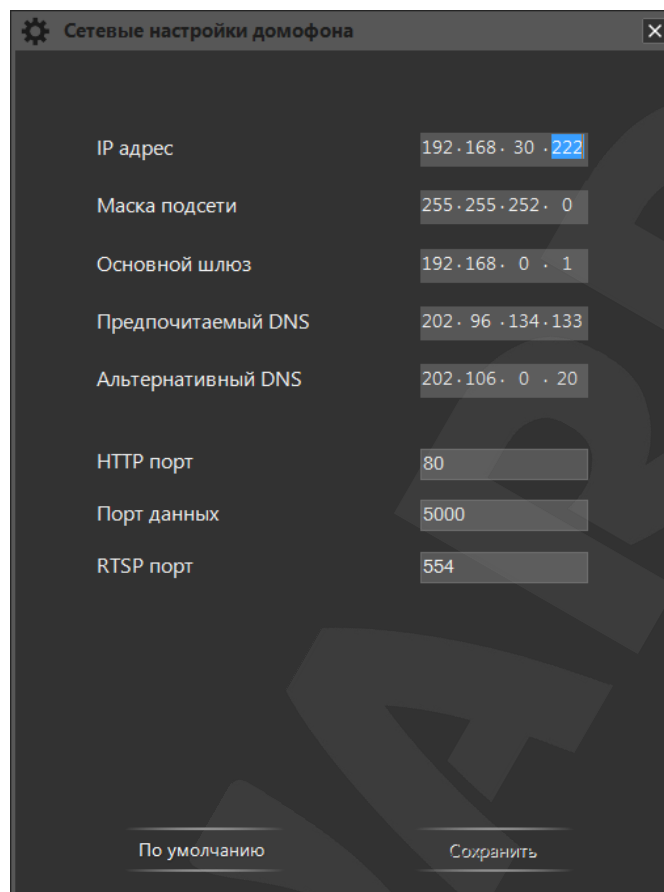 Сетевые настройки домофона
IP адрес 192.168.30.222
Маска подсети 255.255.252.0
Основной шлюз 192.168.0.1
Предпочитаемый DNS 202.96.134.133
Альтернативный DNS 202.106.0.20
HTTP порт 80
Порт данных 5000
RTSP порт 554
По умолчанию Сохранить